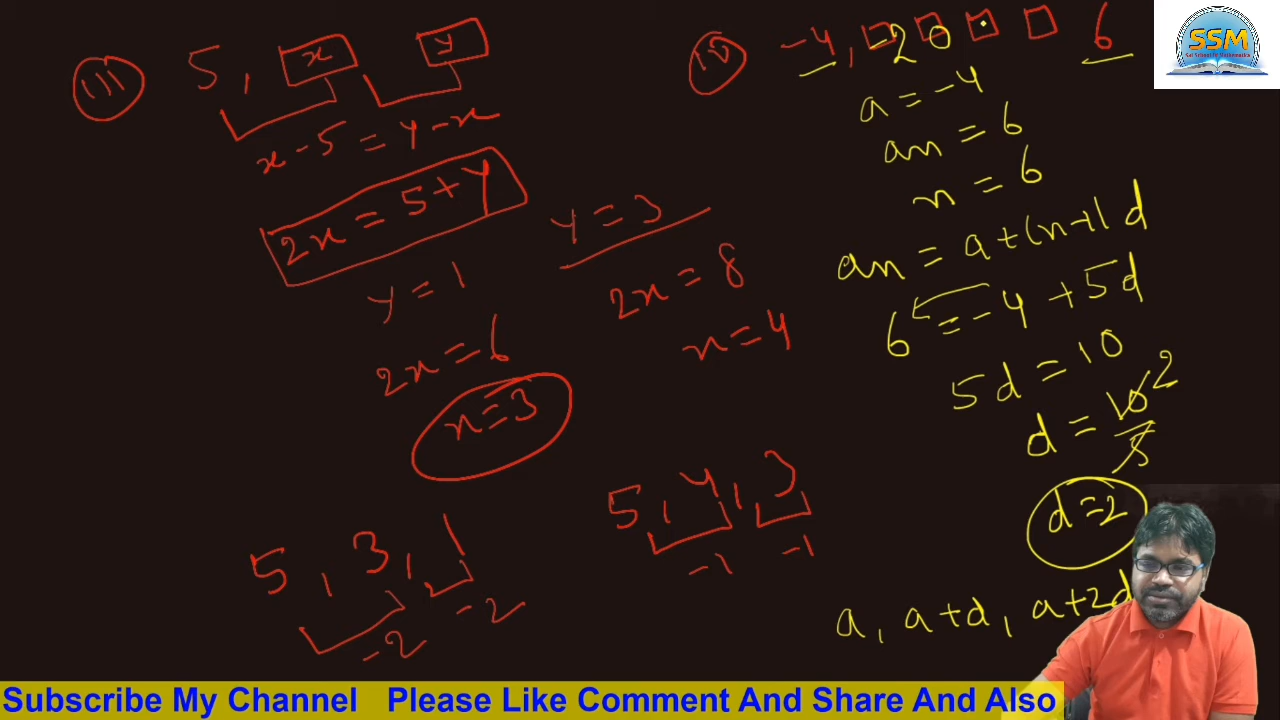 (iii) 5, x y
x - 5 = y - x
2x = 5 + y
y = 1
2x = 6
x = 3
5, 3, 1
-2 -2
y = 3
2x = 8
x = 4
5, 4, 3
-1 -1
(iv) -4, -2 0 6
a = -4
an = 6
n = 6
an = a + (n-1) d
6 = -4 + 5d
5d = 10
d = 10/5 2
d = 2
a, a+d, a+2d
SSM
Subscribe My Channel Please Like Comment And Share And Also